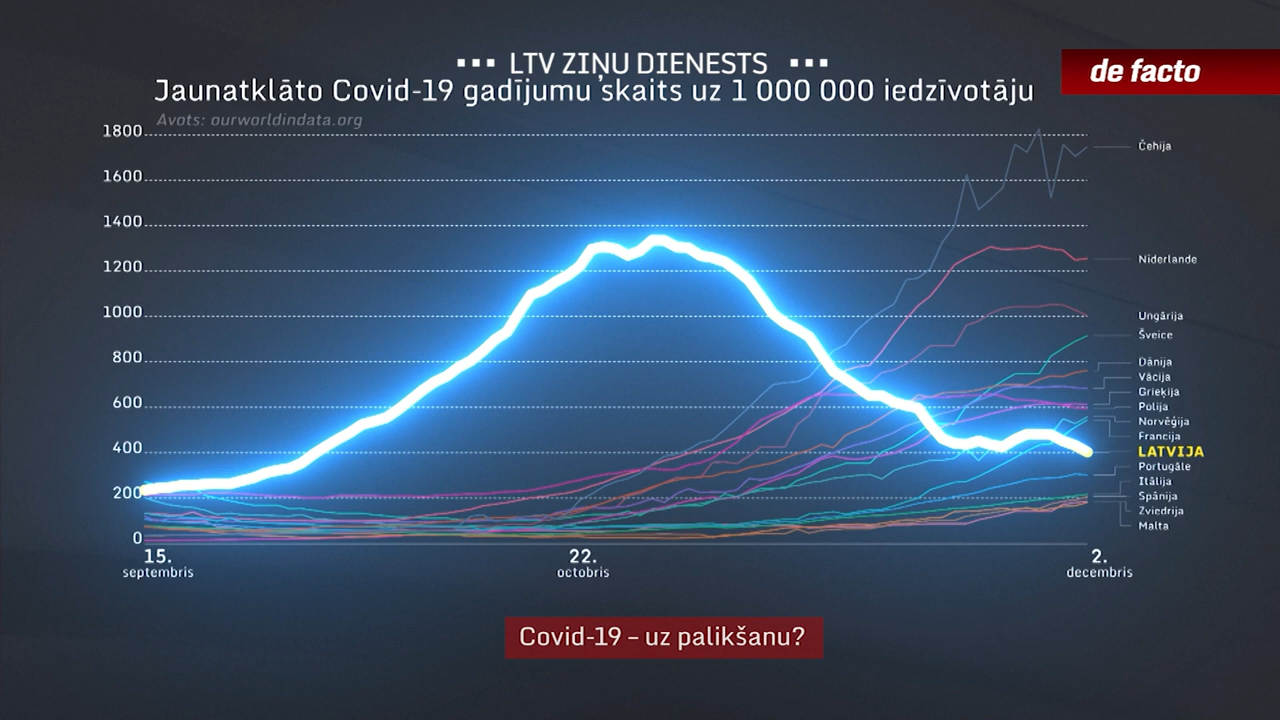 LTV ZIŅU DIENESTS
de facto
Jaunatklāto Covid-19 gadījumu skaits uz 1 000 000 iedzīvotāju
Avots: ourworldindata.org
1800
1600
1400
1200
1000
800
600
400
200
0
Čehija
Nīderlande
Ungārija
Šveice
Dānija
Vācija
Grieķija
Polija
Norvēģija
Francija
LATVIJA
Portugāle
Itālija
Spānija
Zviedrija
Malta
15.
septembris
22.
octobris
2.
decembris
Covid-19 – uz palikšanu?